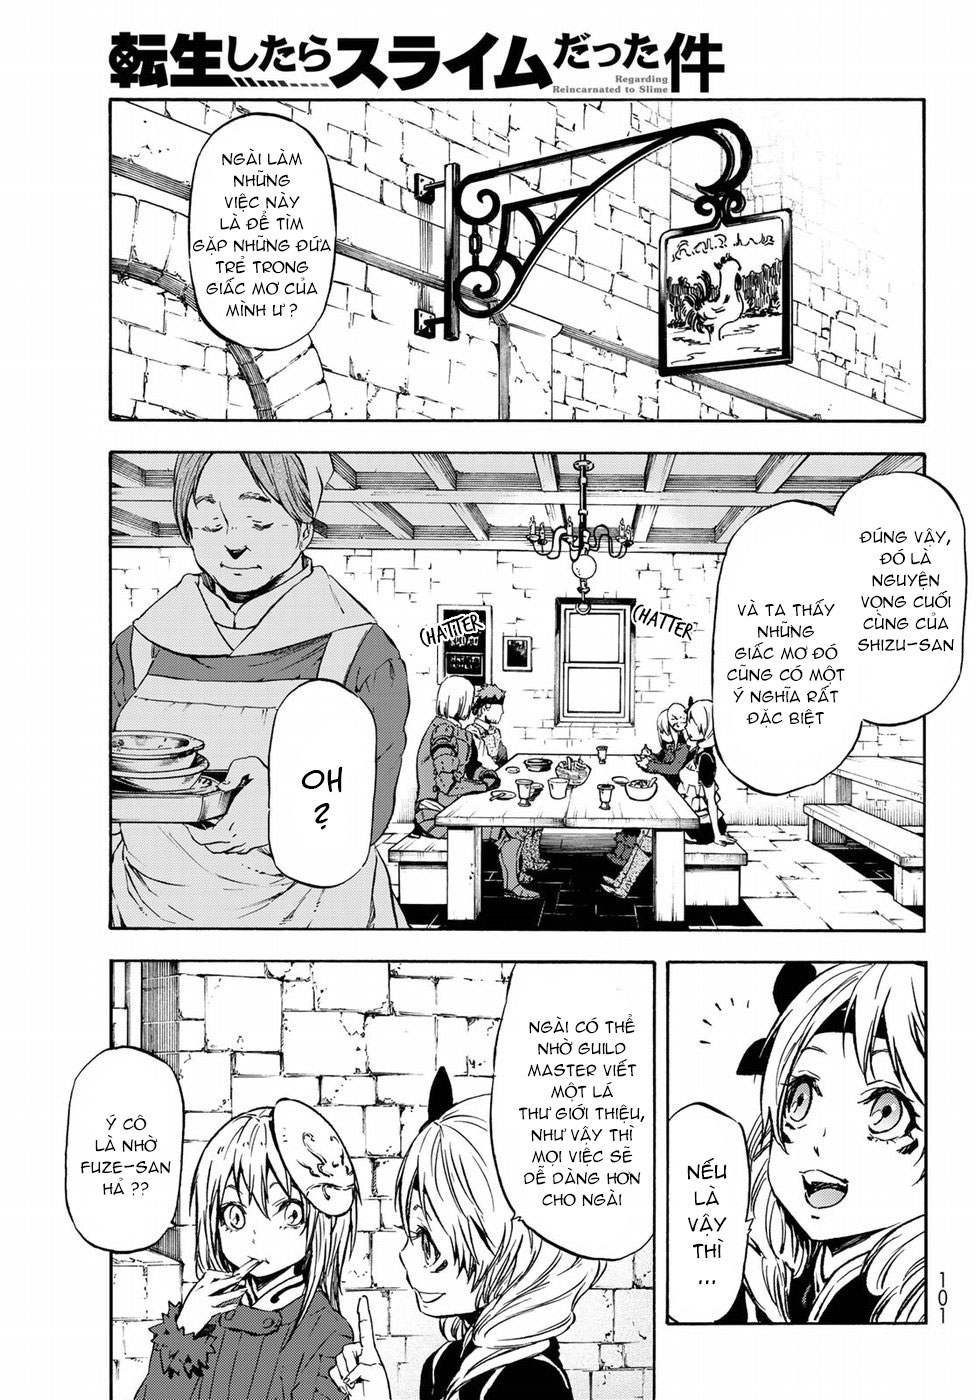 転生したらスライムだった件
Regarding
Reincarnated to Slime
NGÀI LÀM
NHỮNG
VIỆC NÀY
LÀ ĐỂ TÌM
GẶP NHỮNG ĐỨA
TRẺ TRONG
GIẤC MƠ CỦA
MÌNH Ư ?
ĐÚNG VẬY,
ĐÓ LÀ
NGUYỆN
VỌNG CUỐI
CÙNG CỦA
SHIZU-SAN
VÀ TA THẤY
NHỮNG
GIẤC MƠ ĐÓ
CŨNG CÓ MỘT
Ý NGHĨA RẤT
ĐẶC BIỆT
CHATTER
CHATTER
OH
?
NẾU
LÀ
VẬY
THÌ
...
NGÀI CÓ THỂ
NHỜ GUILD
MASTER VIẾT
MỘT LÁ
THƯ GIỚI THIỆU,
NHƯ VẬY THÌ
MỌI VIỆC SẼ
DỄ DÀNG HƠN
CHO NGÀI
Ý CÔ
LÀ NHỜ
FUZE-SAN
HẢ ??
101